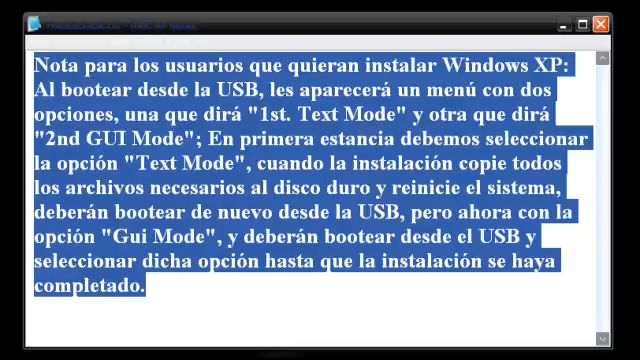 Nota para los usuarios que quieran instalar Windows XP:
Al bootear desde la USB, les aparecerá un menú con dos
opciones, una que dirá "1st. Text Mode" y otra que dirá
"2nd GUI Mode"; En primera estancia debemos seleccionar
la opción "Text Mode", cuando la instalación copie todos
los archivos necesarios al disco duro y reinicie el sistema,
deberán bootear de nuevo desde la USB, pero ahora con la
opción "Gui Mode", y deberán bootear desde el USB y
seleccionar dicha opción hasta que la instalación se haya
completado.